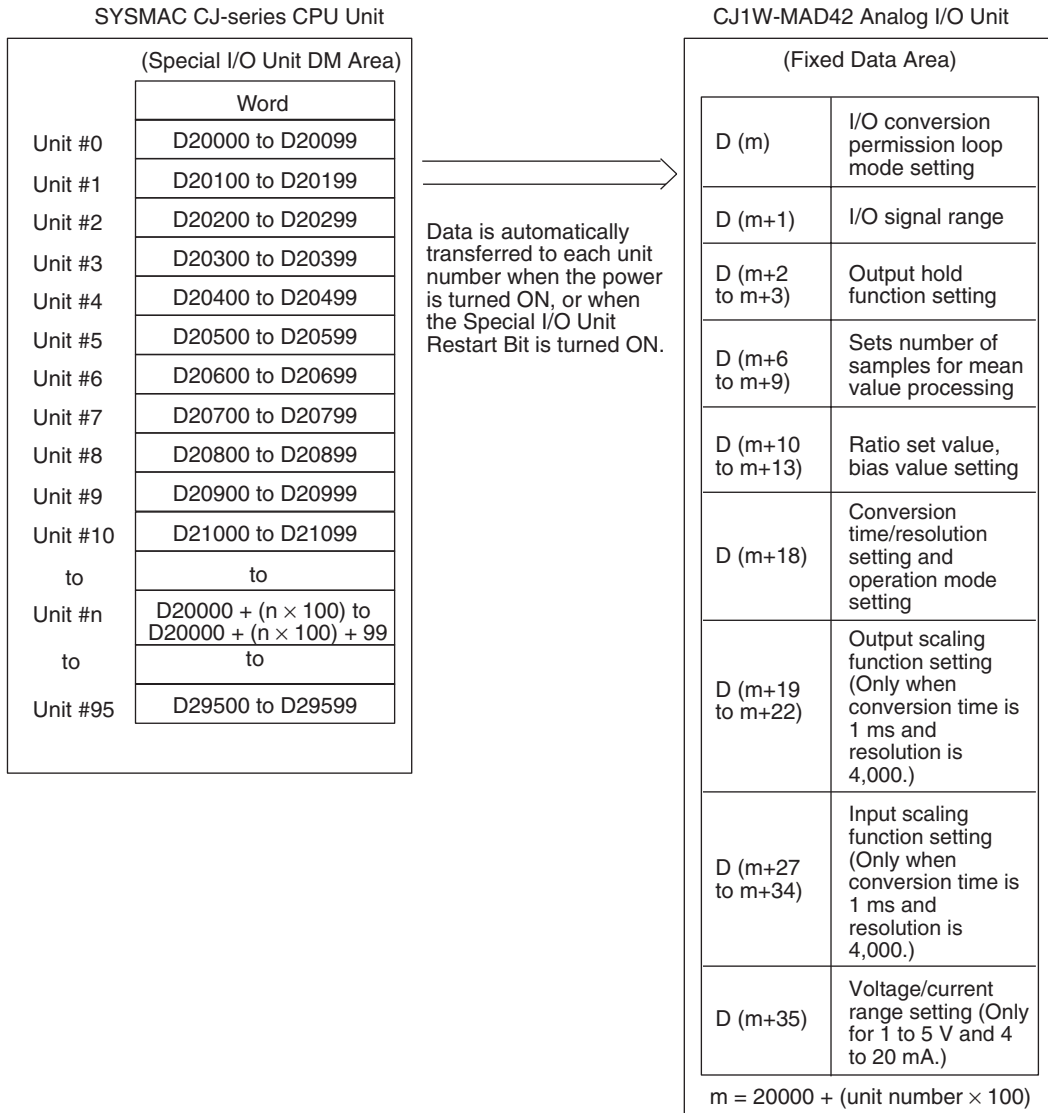 SYSMAC CJ-series CPU Unit
(Special I/O Unit DM Area)
Word
Unit #0 D20000 to D20099
Unit #1 D20100 to D20199
Unit #2 D20200 to D20299
Unit #3 D20300 to D20399
Unit #4 D20400 to D20499
Unit #5 D20500 to D20599
Unit #6 D20600 to D20699
Unit #7 D20700 to D20799
Unit #8 D20800 to D20899
Unit #9 D20900 to D20999
Unit #10 D21000 to D21099
to to
Unit #n D20000 + (n × 100) to
D20000 + (n × 100) + 99
to to
Unit #95 D29500 to D29599
Data is automatically
transferred to each unit
number when the power
is turned ON, or when
the Special I/O Unit
Restart Bit is turned ON.
CJ1W-MAD42 Analog I/O Unit
(Fixed Data Area)
D (m)
I/O conversion
permission loop
mode setting
D (m+1)
I/O signal range
D (m+2
to m+3)
Output hold
function setting
D (m+6
to m+9)
Sets number of
samples for mean
value processing
D (m+10
to m+13)
Ratio set value,
bias value setting
D (m+18)
Conversion
time/resolution
setting and
operation mode
setting
D (m+19
to m+22)
Output scaling
function setting
(Only when
conversion time is
1 ms and
resolution is
4,000.)
D (m+27
to m+34)
Input scaling
function setting
(Only when
conversion time is
1 ms and
resolution is
4,000.)
D (m+35)
Voltage/current
range setting (Only
for 1 to 5 V and 4
to 20 mA.)
m = 20000 + (unit number × 100)